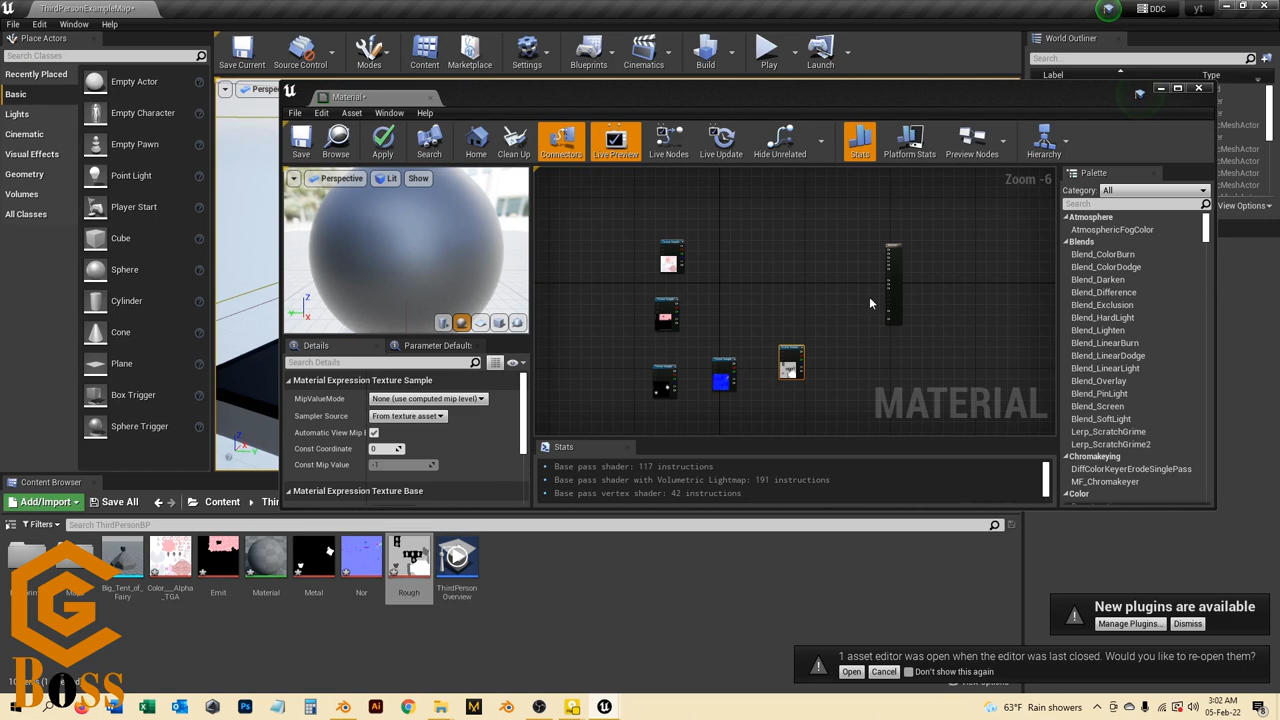 ThirdPersonExampleMap*
DDC
yt
File Edit Window Help
Place Actors
Search Classes
Recently Placed
Basic
Lights
Cinematic
Visual Effects
Geometry
Volumes
All Classes
Empty Actor
Empty Character
Empty Pawn
Point Light
Player Start
Cube
Sphere
Cylinder
Cone
Plane
Box Trigger
Sphere Trigger
Save Current
Source Control
Modes
Content
Marketplace
Settings
Blueprints
Cinematics
Build
Play
Launch
World Outliner
Search...
Label
Type
MeshActor
MeshActor
MeshActor
MeshActor
MeshActor
View Options
Material*
File Edit Asset Window Help
Save
Browse
Apply
Search
Home
Clean Up
Connectors
Live Preview
Live Nodes
Live Update
Hide Unrelated
Stats
Platform Stats
Preview Nodes
Hierarchy
Perspective
Lit
Show
Zoom -6
MATERIAL
Details
Parameter Defaults
Search Details
Material Expression Texture Sample
MipValueMode None (use computed mip level)
Sampler Source From texture asset
Automatic View Mip
Const Coordinate 0
Const Mip Value -1
Material Expression Texture Base
Stats
Base pass shader: 117 instructions
Base pass shader with Volumetric Lightmap: 191 instructions
Base pass vertex shader: 42 instructions
Palette
Category: All
Search
Atmosphere
AtmosphericFogColor
Blends
Blend_ColorBurn
Blend_ColorDodge
Blend_Darken
Blend_Difference
Blend_Exclusion
Blend_HardLight
Blend_Lighten
Blend_LinearBurn
Blend_LinearDodge
Blend_LinearLight
Blend_Overlay
Blend_PinLight
Blend_Screen
Blend_SoftLight
Lerp_ScratchGrime
Lerp_ScratchGrime2
Chromakeying
DiffColorKeyerErodeSinglePass
MF_Chromakeyer
Color
Content Browser
Add/Import
Save All
Content
Filters
Search ThirdPersonBP
Big_Tent_of_
Fairy
Color__Alpha
_TGA
Emit
Material
Metal
Nor
Rough
ThirdPerson
Overview
New plugins are available
Manage Plugins...
Dismiss
1 asset editor was open when the editor was last closed. Would you like to re-open them?
Open
Cancel
Don't show this again
BOSS
63°F Rain showers
3:02 AM
05-Feb-22